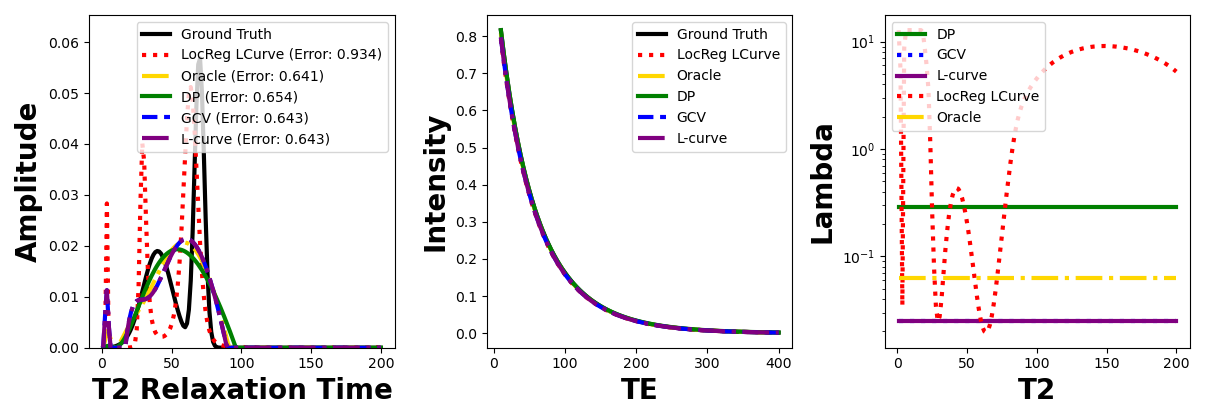 Amplitude
0.06
0.05
0.04
0.03
0.02
0.01
0.00
Ground Truth
LocReg LCurve (Error: 0.934)
Oracle (Error: 0.641)
DP (Error: 0.654)
GCV (Error: 0.643)
L-curve (Error: 0.643)
0 50 100 150 200
T2 Relaxation Time
Intensity
0.8
0.7
0.6
0.5
0.4
0.3
0.2
0.1
0.0
Ground Truth
LocReg LCurve
Oracle
DP
GCV
L-curve
0 100 200 300 400
TE
Lambda
10¹
10⁰
10⁻¹
DP
GCV
L-curve
LocReg LCurve
Oracle
0 50 100 150 200
T2